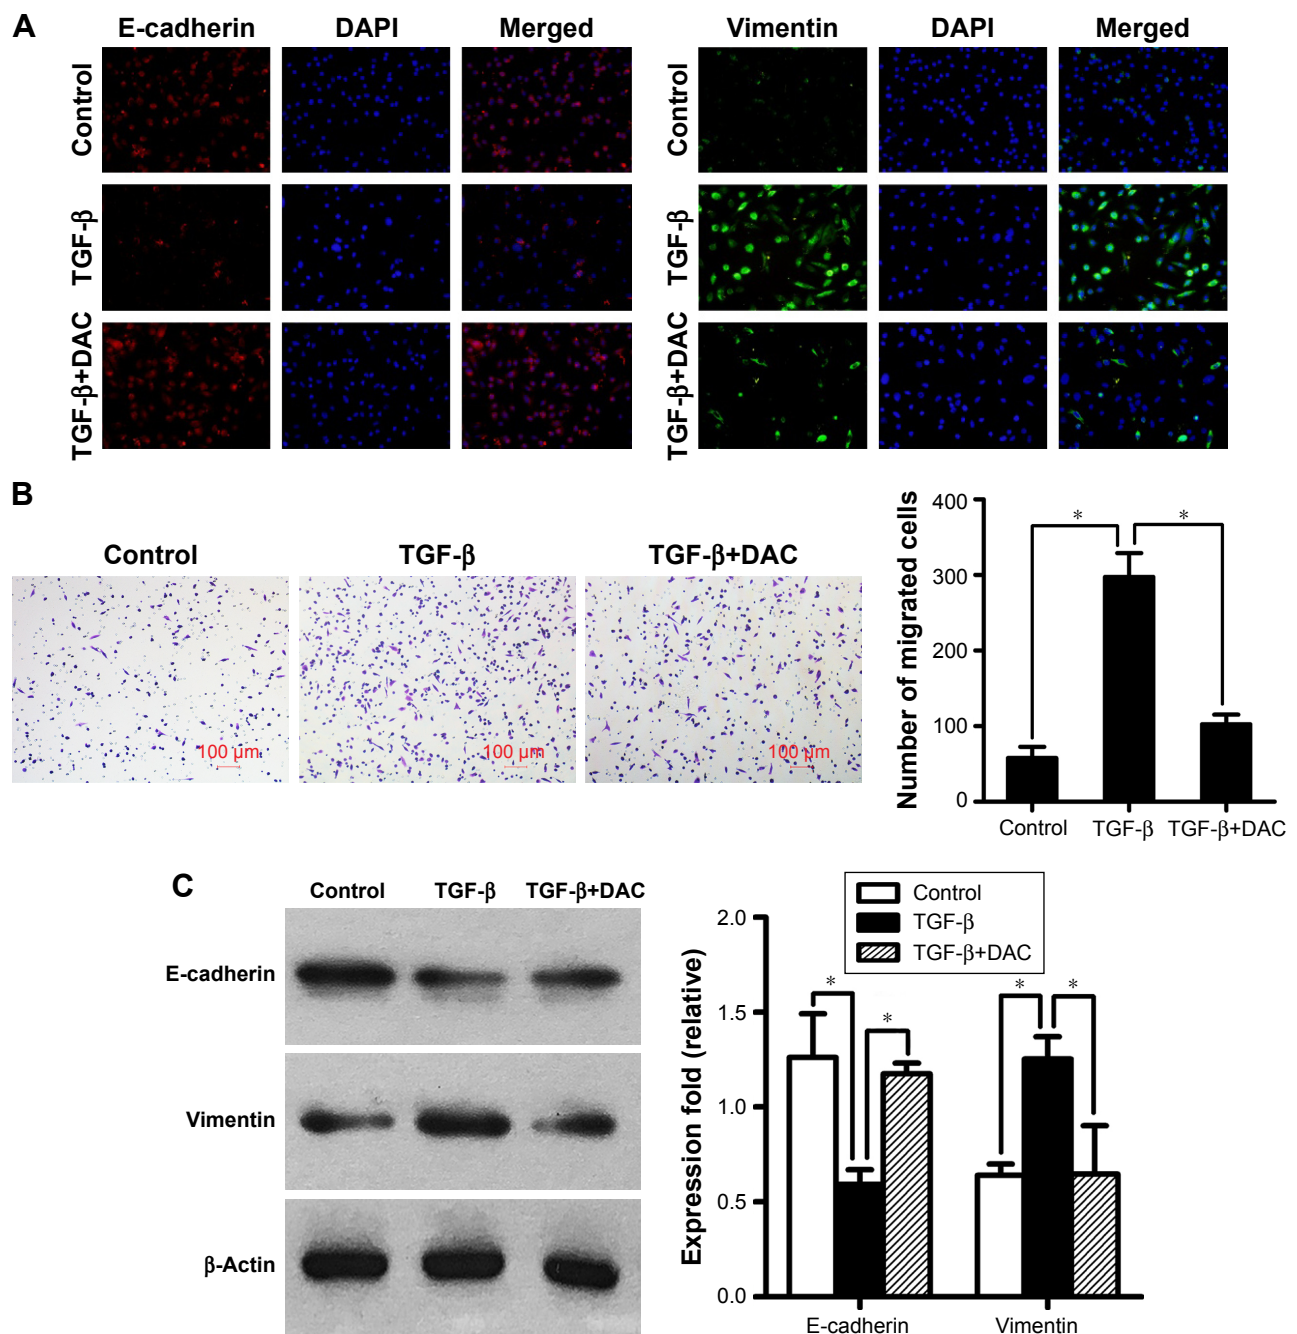 A
E-cadherin DAPI Merged Vimentin DAPI Merged
Control Control
TGF-β TGF-β
TGF-β+DAC TGF-β+DAC
B
Control TGF-β TGF-β+DAC
100 μm 100 μm 100 μm
Number of migrated cells
400
300
200
100
0
* *
Control TGF-β TGF-β+DAC
C
Control TGF-β TGF-β+DAC
E-cadherin
Vimentin
β-Actin
Control
TGF-β
TGF-β+DAC
Expression fold (relative)
2.0
1.5
1.0
0.5
0.0
* * * *
E-cadherin Vimentin